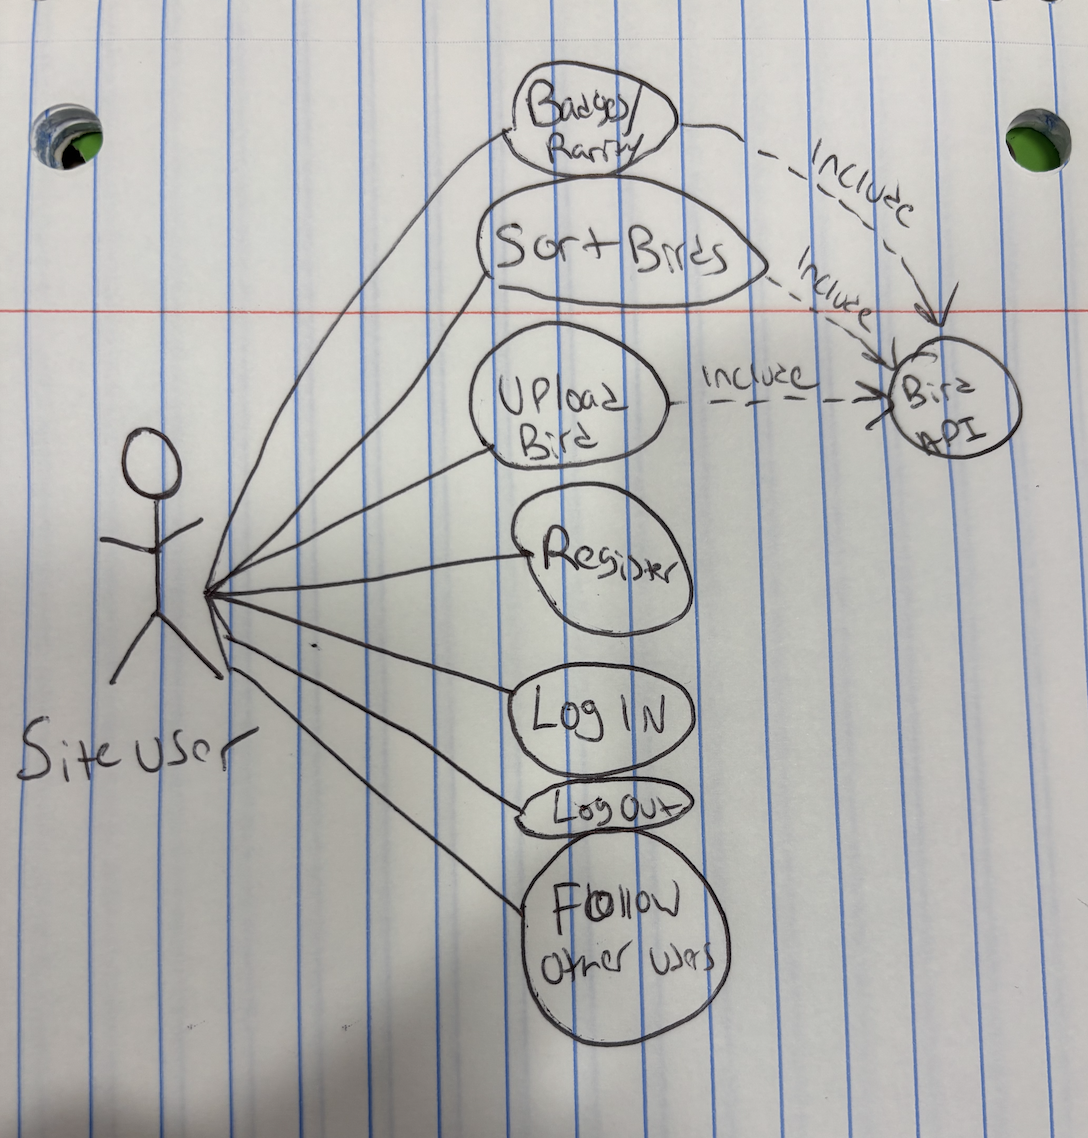 Badges/
Rarity
Include
Sort Birds
Include
Upload
Bird
Include
Bird
API
Register
Site user
Log IN
Log Out
Follow
other users